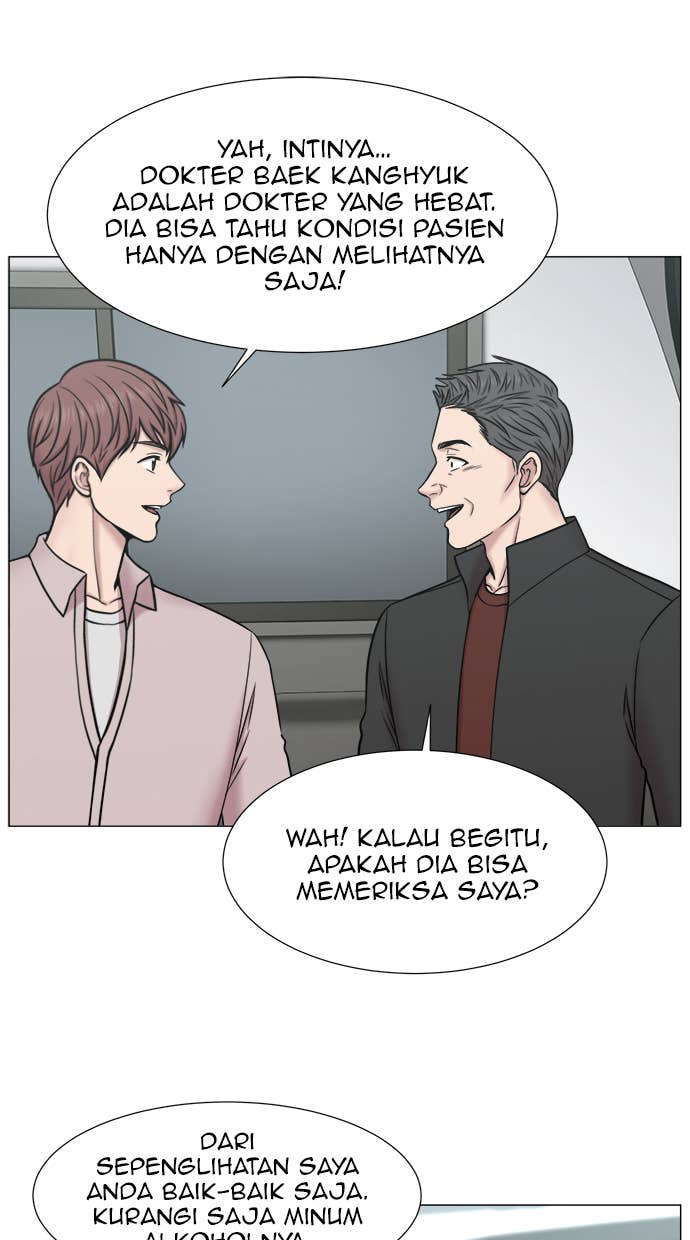 YAH, INTINYA...
DOKTER BAEK KANGHYUK
ADALAH DOKTER YANG HEBAT.
DIA BISA TAHU KONDISI PASIEN
HANYA DENGAN MELIHATNYA
SAJA!
WAH! KALAU BEGITU,
APAKAH DIA BISA
MEMERIKSA SAYA?
DARI
SEPENGLIHATAN SAYA
ANDA BAIK-BAIK SAJA.
KURANGI SAJA MINUM
ALKOHOLNYA